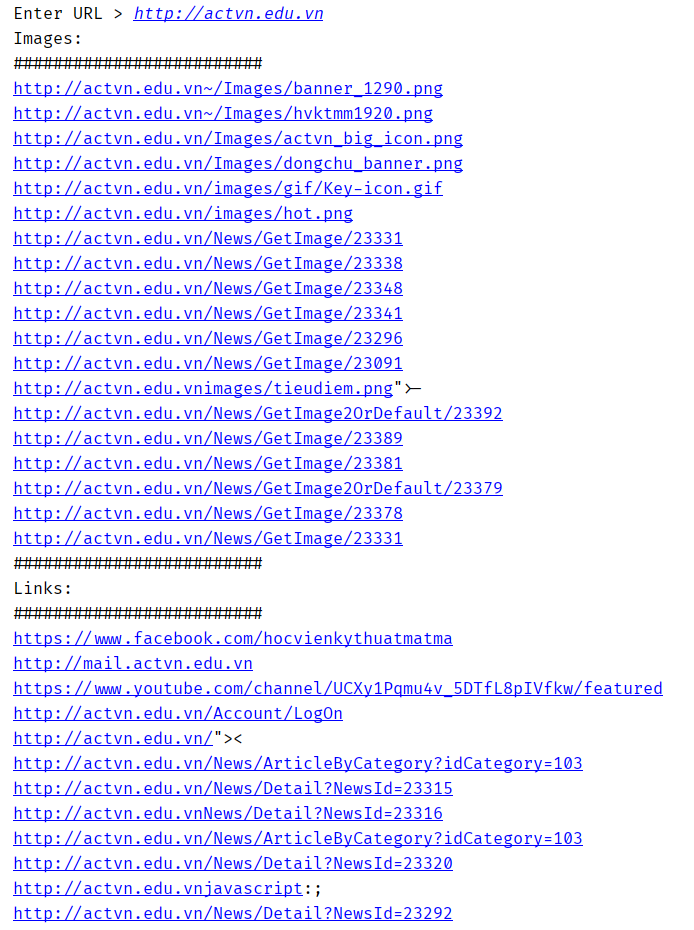 Enter URL > http://actvn.edu.vn
Images:
#########################
http://actvn.edu.vn~/Images/banner_1290.png
http://actvn.edu.vn~/Images/hvktmm1920.png
http://actvn.edu.vn/Images/actvn_big_icon.png
http://actvn.edu.vn/Images/dongchu_banner.png
http://actvn.edu.vn/images/gif/Key-icon.gif
http://actvn.edu.vn/images/hot.png
http://actvn.edu.vn/News/GetImage/23331
http://actvn.edu.vn/News/GetImage/23338
http://actvn.edu.vn/News/GetImage/23348
http://actvn.edu.vn/News/GetImage/23341
http://actvn.edu.vn/News/GetImage/23296
http://actvn.edu.vn/News/GetImage/23091
http://actvn.edu.vnimages/tieudiem.png">-
http://actvn.edu.vn/News/GetImage2OrDefault/23392
http://actvn.edu.vn/News/GetImage/23389
http://actvn.edu.vn/News/GetImage/23381
http://actvn.edu.vn/News/GetImage2OrDefault/23379
http://actvn.edu.vn/News/GetImage/23378
http://actvn.edu.vn/News/GetImage/23331
#########################
Links:
#########################
https://www.facebook.com/hocvienkythuatmatma
http://mail.actvn.edu.vn
https://www.youtube.com/channel/UCXy1Pqmu4v_5DTfL8pIVfkw/featured
http://actvn.edu.vn/Account/LogOn
http://actvn.edu.vn/"><
http://actvn.edu.vn/News/ArticleByCategory?idCategory=103
http://actvn.edu.vn/News/Detail?NewsId=23315
http://actvn.edu.vnNews/Detail?NewsId=23316
http://actvn.edu.vn/News/ArticleByCategory?idCategory=103
http://actvn.edu.vn/News/Detail?NewsId=23320
http://actvn.edu.vnjavascript:;
http://actvn.edu.vn/News/Detail?NewsId=23292